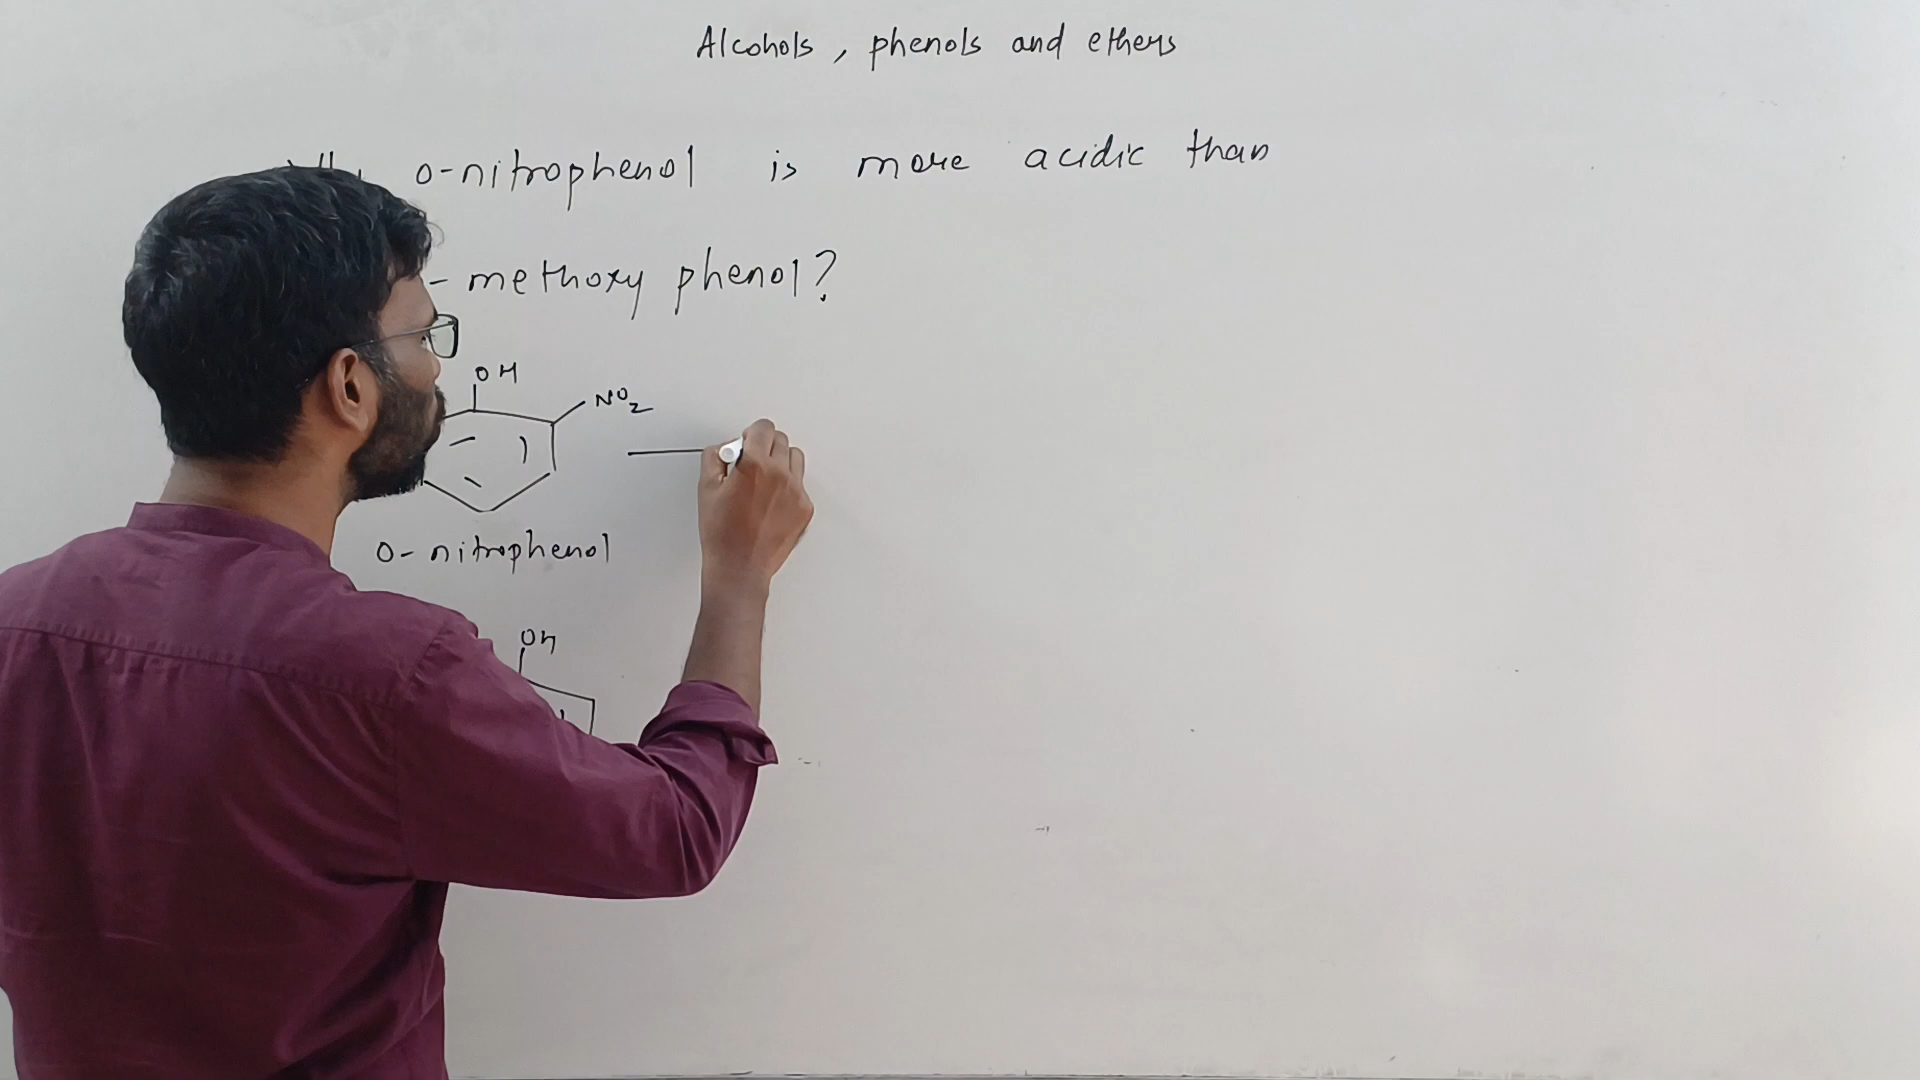 Alcohols, phenols and ethers
o-nitrophenol is more acidic than
- methoxy phenol?
OH
NO2
o- nitrophenol
OH